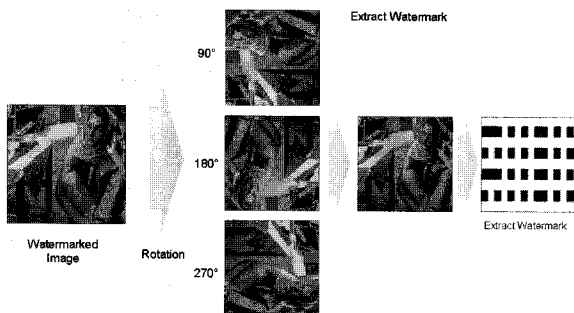 Extract Watermark
90°
180°
270°
Watermarked
Image
Rotation
Extract Watermark